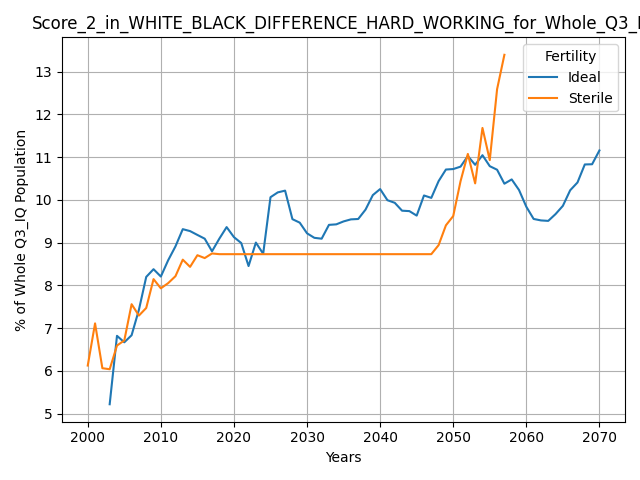 Score_2_in_WHITE_BLACK_DIFFERENCE_HARD_WORKING_for_Whole_Q3_I
Fertility
Ideal
Sterile
% of Whole Q3_IQ Population
13
12
11
10
9
8
7
6
5
2000 2010 2020 2030 2040 2050 2060 2070
Years